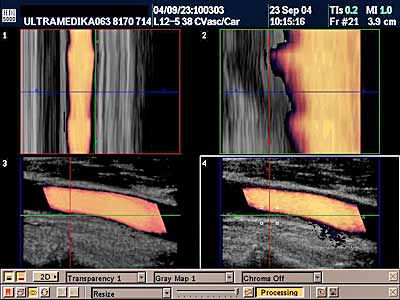 ULTRAMEDIKA063 8170 714
04/09/23:100303
L12-5 38 CVasc/Car
23 Sep 04
10:15:16
TIs 0.2 MI 1.0
Fr #21 3.9 cm
1
2
3
4
2D
Transparency 1
Gray Map 1
Chroma Off
R
Resize
Processing